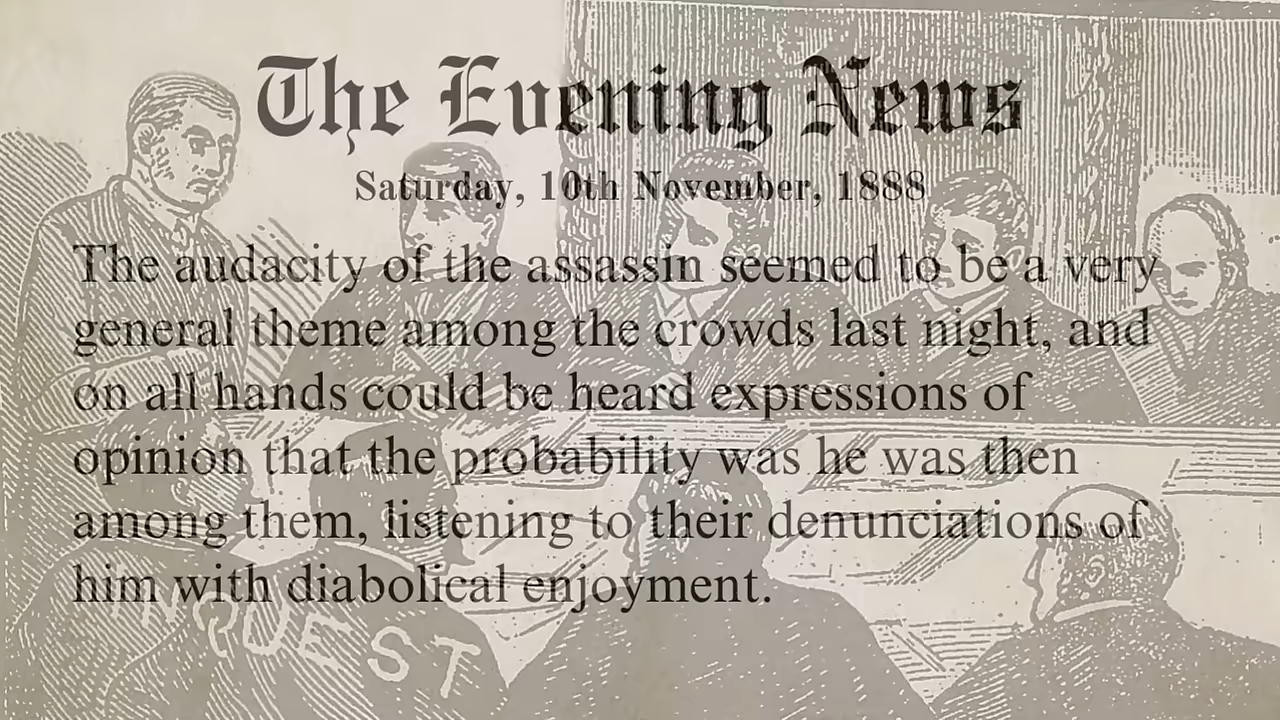 The Evening News
Saturday, 10th November, 1888
The audacity of the assassin seemed to be a very
general theme among the crowds last night, and
on all hands could be heard expressions of
opinion that the probability was he was then
among them, listening to their denunciations of
him with diabolical enjoyment.
INQUEST